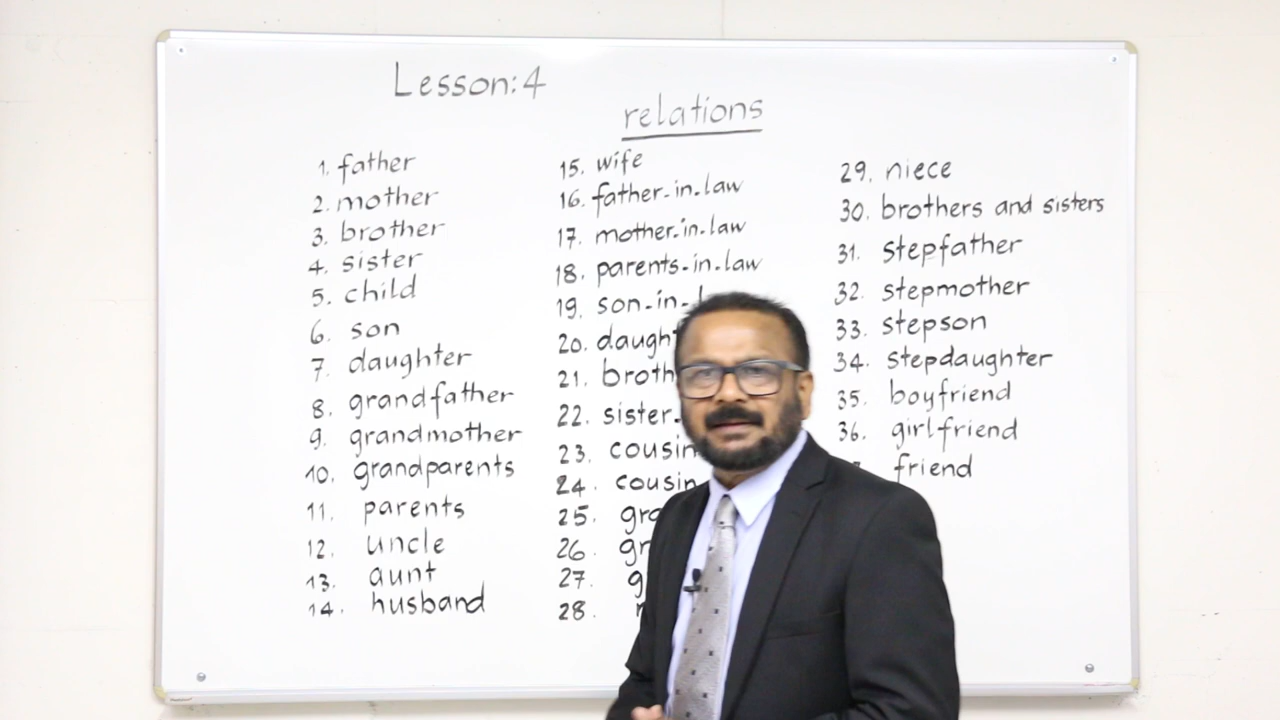 Lesson:4
relations
1. father
2. mother
3. brother
4. sister
5. child
6. son
7. daughter
8. grandfather
9. grandmother
10. grandparents
11. parents
12. uncle
13. aunt
14. husband
15. wife
16. father-in-law
17. mother-in-law
18. parents-in-law
19. son-in-
20.
21.
22. sister-
23. cousin
24. cousin
25.
26.
27.
28.
29. niece
30. brothers and sisters
31. stepfather
32. stepmother
33. stepson
34. stepdaughter
35. boyfriend
36. girlfriend
friend